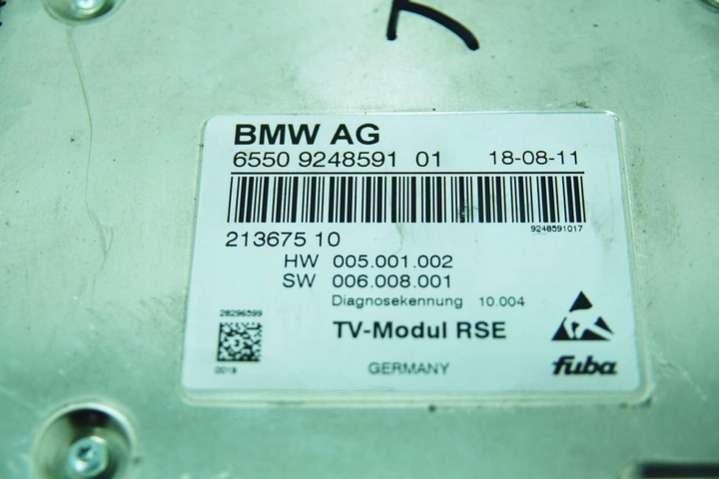 BMW AG
6550 9248591 01 18-08-11
9248591017
213675 10
HW 005.001.002
SW 006.008.001
Diagnosekennung 10.004
28296599
TV-Modul RSE
0019
GERMANY
fuba